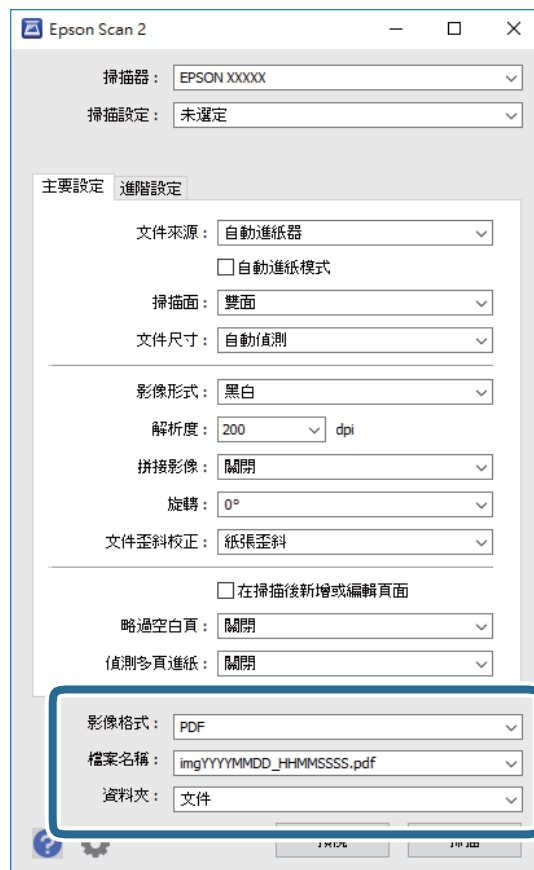 Epson Scan 2
掃描器： EPSON XXXXX
掃描設定： 未選定
主要設定 進階設定
文件來源： 自動進紙器
自動進紙模式
掃描面： 雙面
文件尺寸： 自動偵測
影像形式： 黑白
解析度： 200 dpi
拼接影像： 關閉
旋轉： 0°
文件歪斜校正： 紙張歪斜
在掃描後新增或編輯頁面
略過空白頁： 關閉
偵測多頁進紙： 關閉
影像格式： PDF
檔案名稱： imgYYYYMMDD_HHMMSSSS.pdf
資料夾： 文件
?